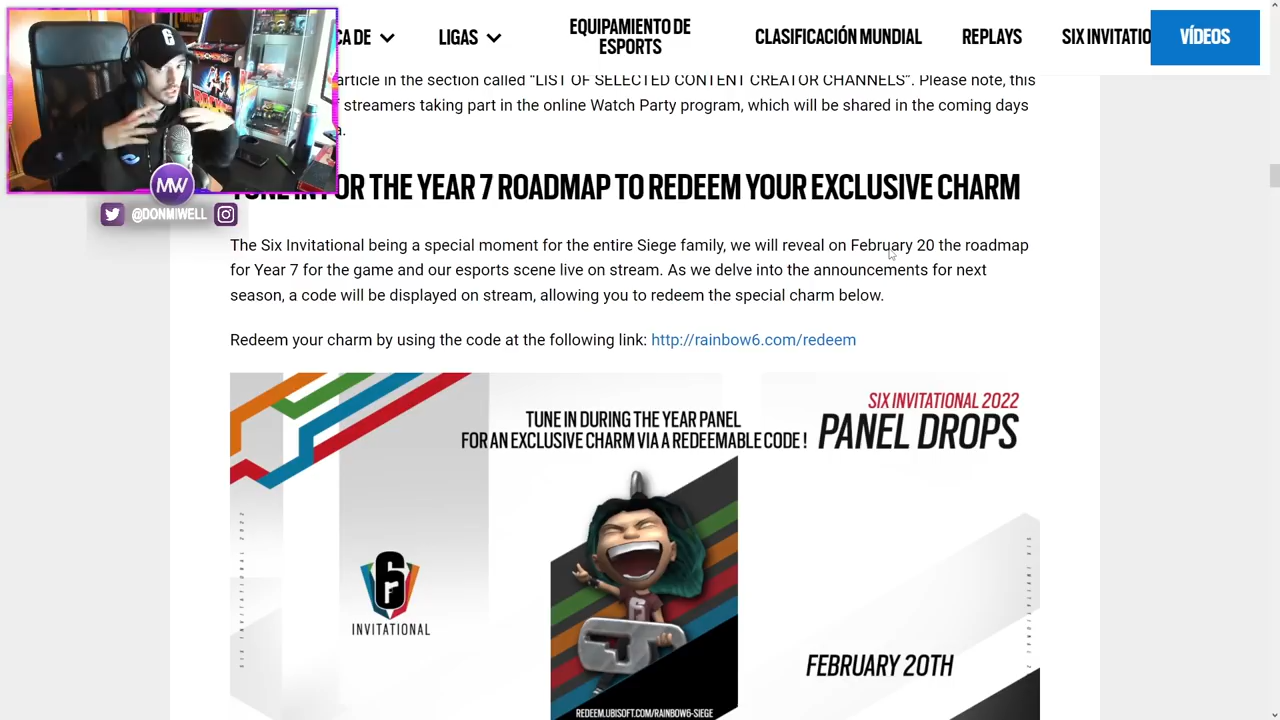 CA DE
LIGAS
EQUIPAMIENTO DE
ESPORTS
CLASIFICACIÓN MUNDIAL
REPLAYS
SIX INVITATIO
VÍDEOS
article in the section called "LIST OF SELECTED CONTENT CREATOR CHANNELS". Please note, this
streamers taking part in the online Watch Party program, which will be shared in the coming days
a.
MW
@DONMIWELL
FOR THE YEAR 7 ROADMAP TO REDEEM YOUR EXCLUSIVE CHARM
The Six Invitational being a special moment for the entire Siege family, we will reveal on February 20 the roadmap
for Year 7 for the game and our esports scene live on stream. As we delve into the announcements for next
season, a code will be displayed on stream, allowing you to redeem the special charm below.
Redeem your charm by using the code at the following link: http://rainbow6.com/redeem
SIX INVITATIONAL 2022
PANEL DROPS
TUNE IN DURING THE YEAR PANEL
FOR AN EXCLUSIVE CHARM VIA A REDEEMABLE CODE !
6
INVITATIONAL
FEBRUARY 20TH
REDEEM.UBISOFT.COM/RAINBOW6-SIEGE